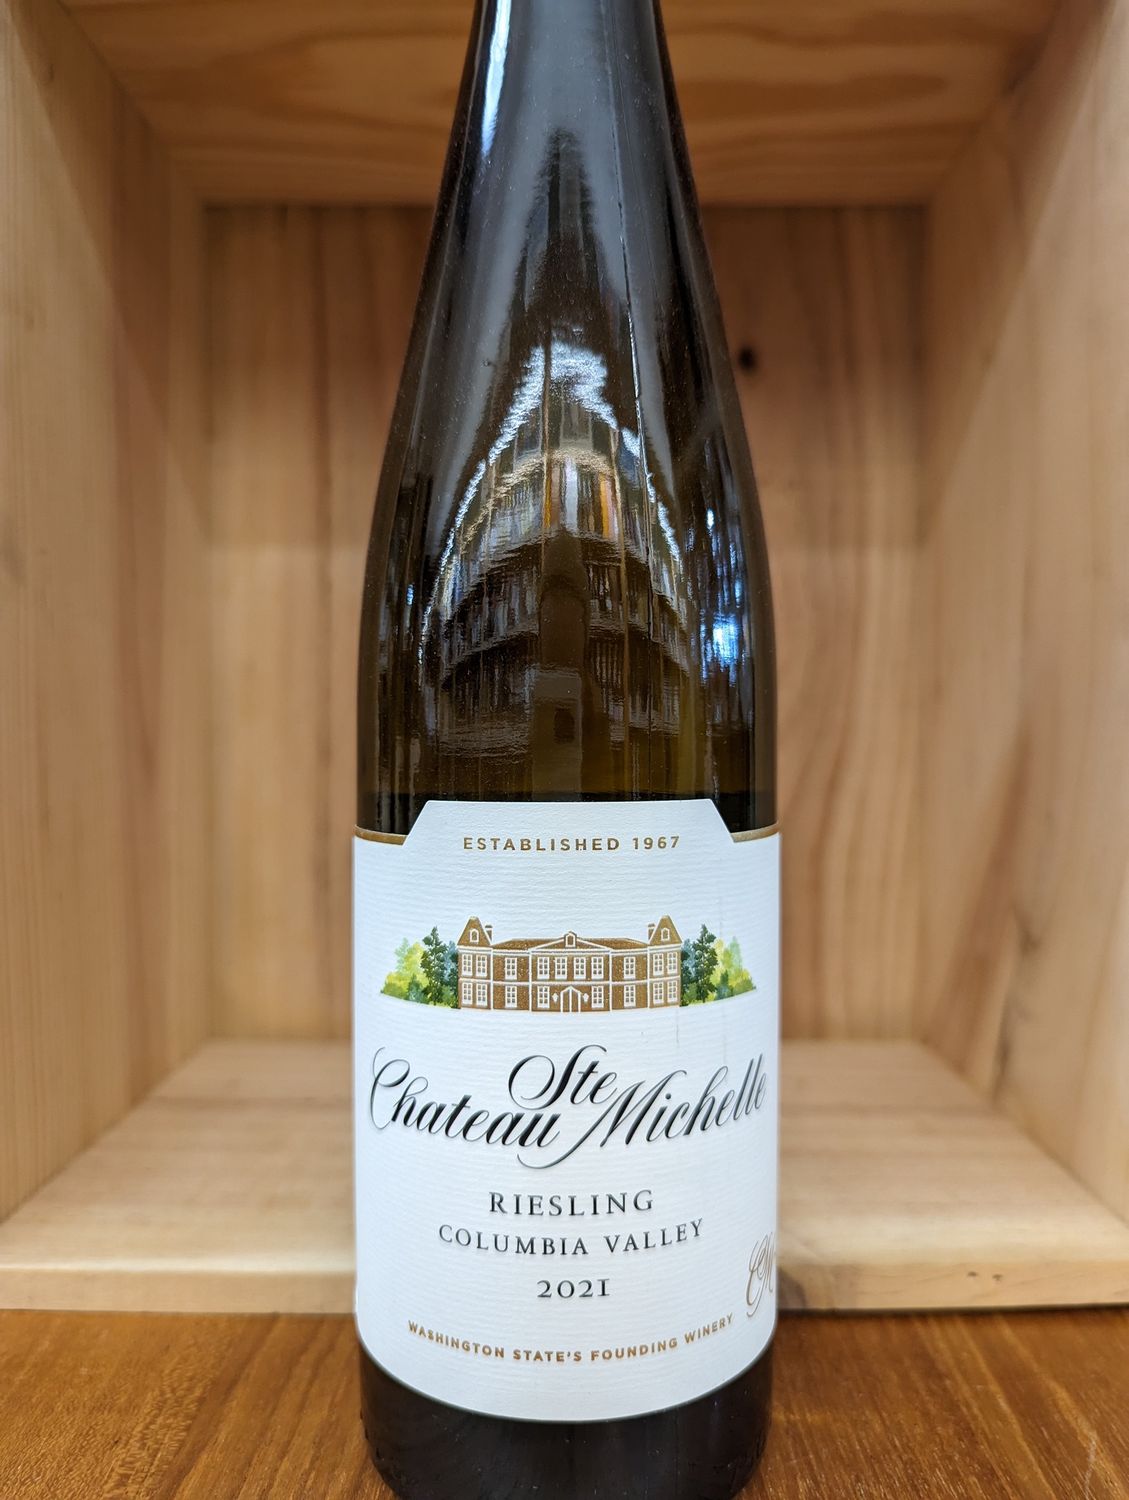 ESTABLISHED 1967
Chateau Ste Michelle
RIESLING
COLUMBIA VALLEY
2021
WASHINGTON STATE'S FOUNDING WINERY